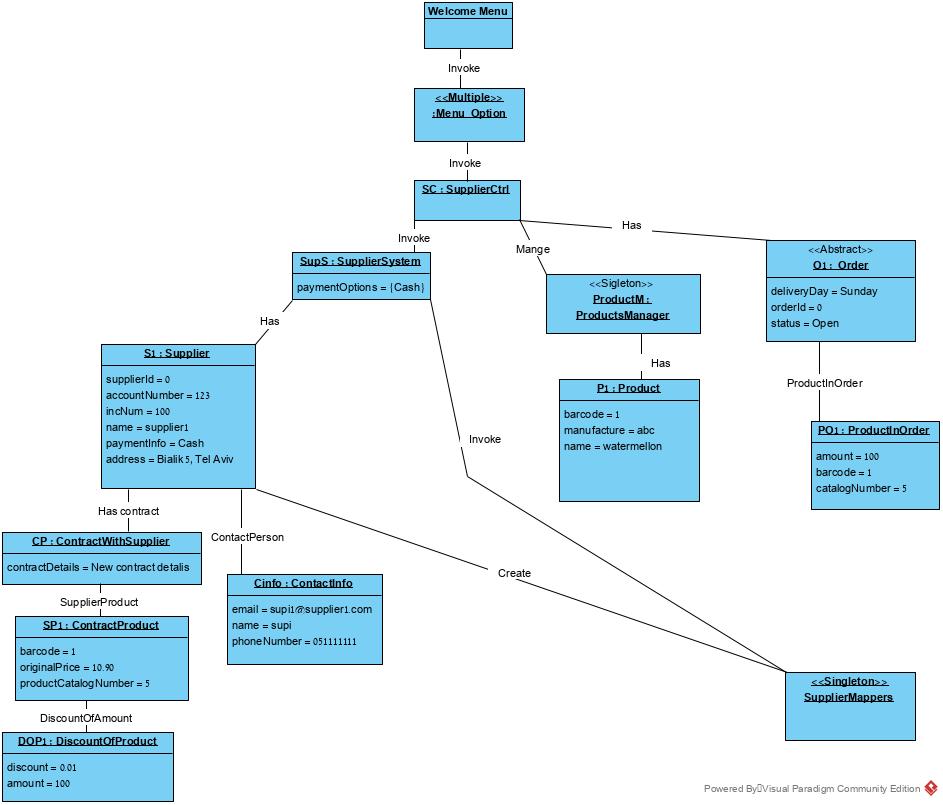 Welcome Menu
Invoke
<<Multiple>>
:Menu_Option
Invoke
SC : SupplierCtrl
Invoke
Mange
Has
SupS : SupplierSystem
paymentOptions = {Cash}
<<Sigleton>>
ProductM :
ProductsManager
<<Abstract>>
O1 : Order
deliveryDay = Sunday
orderId = 0
status = Open
Has
Has
ProductInOrder
S1 : Supplier
supplierId = 0
accountNumber = 123
incNum = 100
name = supplier1
paymentInfo = Cash
address = Bialik 5, Tel Aviv
P1 : Product
barcode = 1
manufacture = abc
name = watermellon
PO1 : ProductInOrder
amount = 100
barcode = 1
catalogNumber = 5
Invoke
Has contract
ContactPerson
CP : ContractWithSupplier
contractDetails = New contract detalis
Create
Cinfo : ContactInfo
email = supi1@supplier1.com
name = supi
phoneNumber = 051111111
SupplierProduct
SP1 : ContractProduct
barcode = 1
originalPrice = 10.90
productCatalogNumber = 5
<<Singleton>>
SupplierMappers
DiscountOfAmount
DOP1 : DiscountOfProduct
discount = 0.01
amount = 100
Powered By Visual Paradigm Community Edition